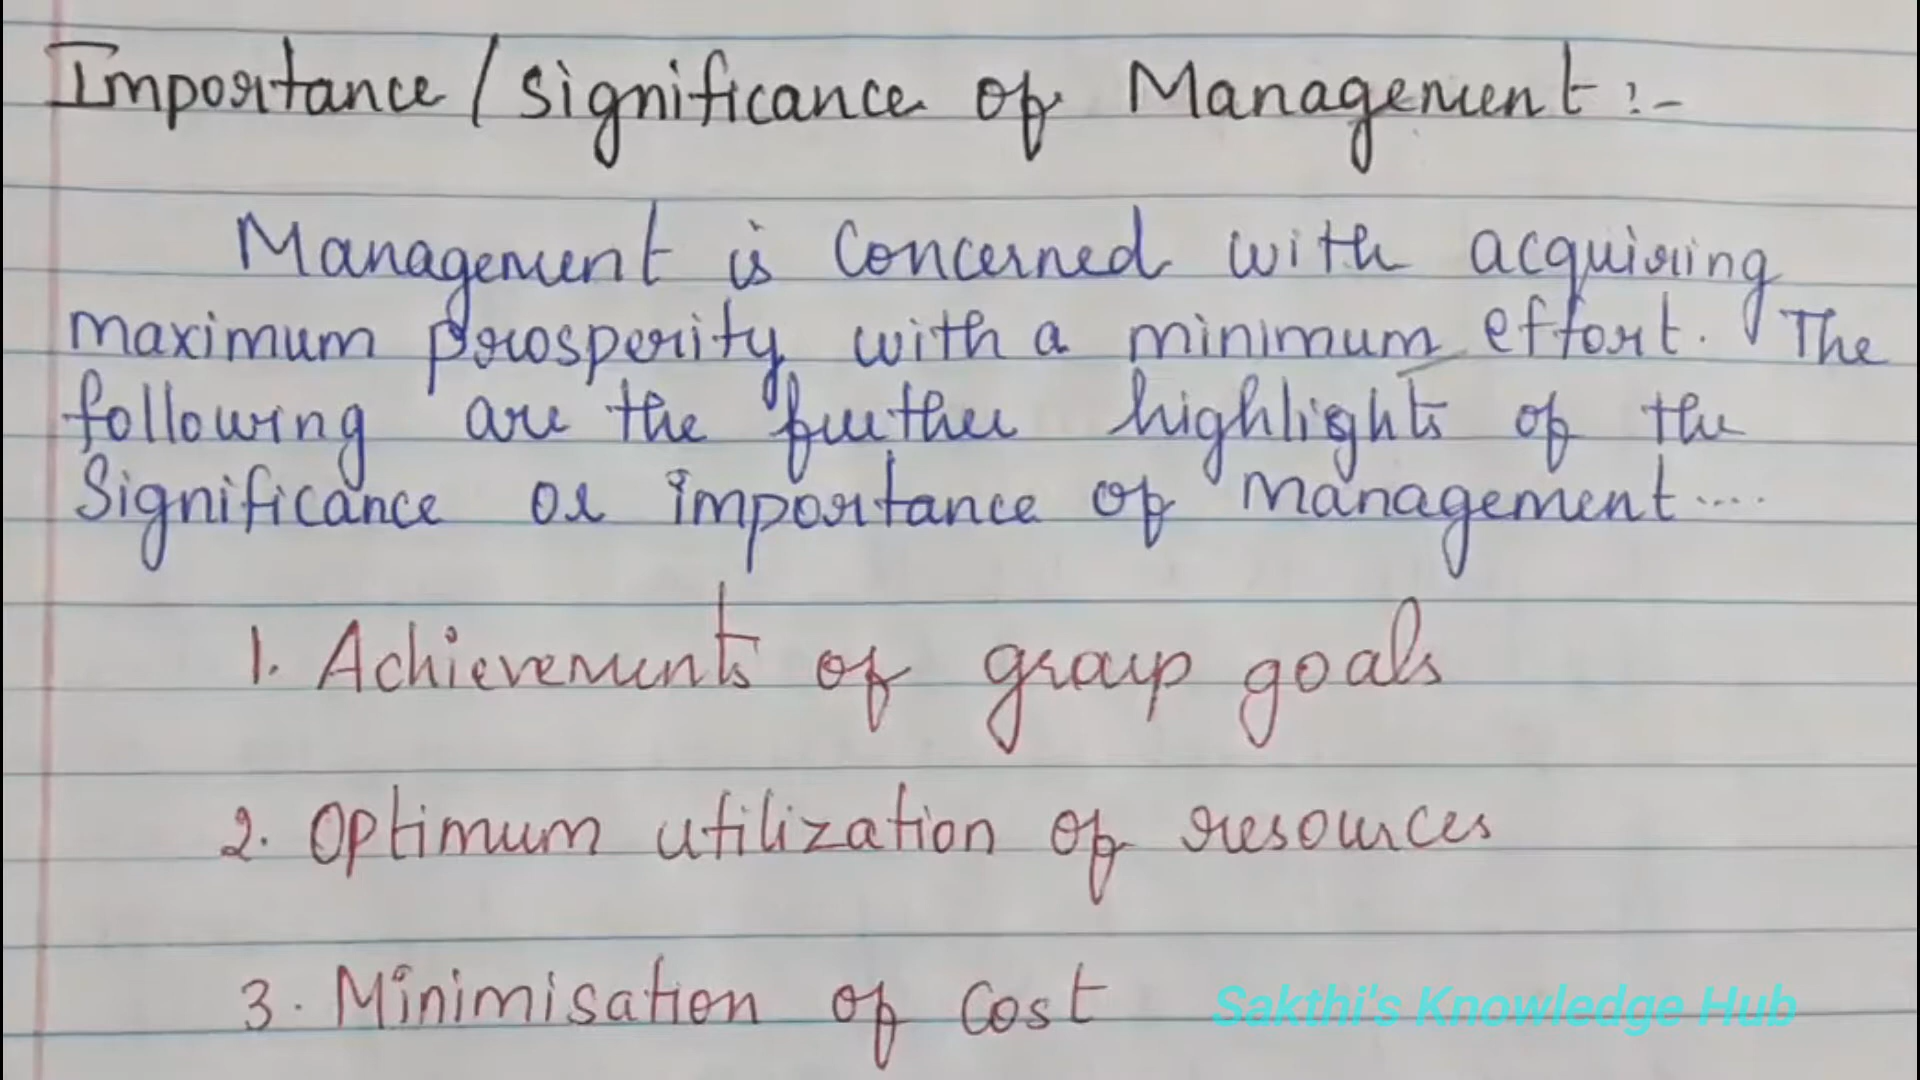 Importance / Significance of Management :-
Management is concerned with acquiring
maximum prosperity with a minimum effort. The
following are the further highlights of the
Significance or importance of management....
1. Achievements of group goals
2. Optimum utilization of resources
3. Minimisation of Cost
Sakthi's Knowledge Hub